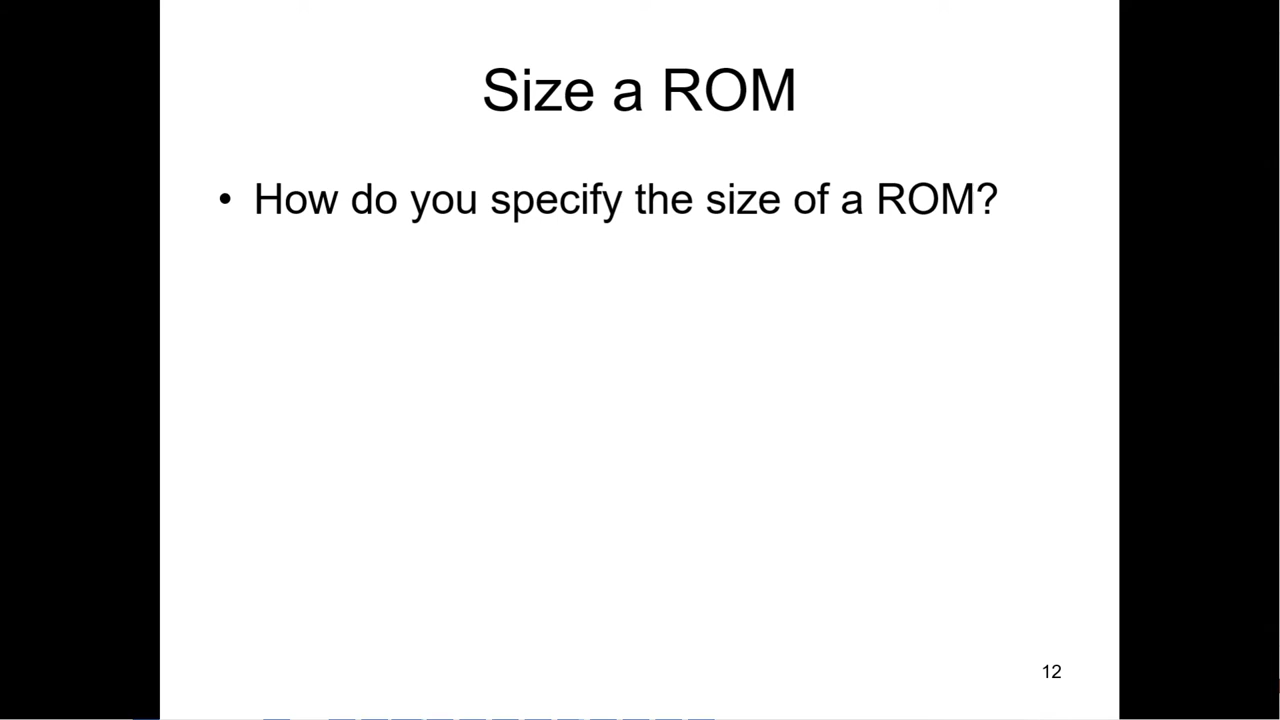 Size a ROM
• How do you specify the size of a ROM?
12